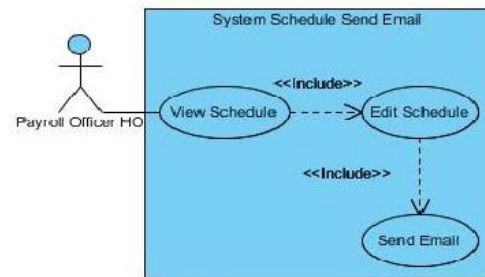 System Schedule Send Email
<<Include>>
View Schedule
Edit Schedule
Payroll Officer HO
<<Include>>
Send Email